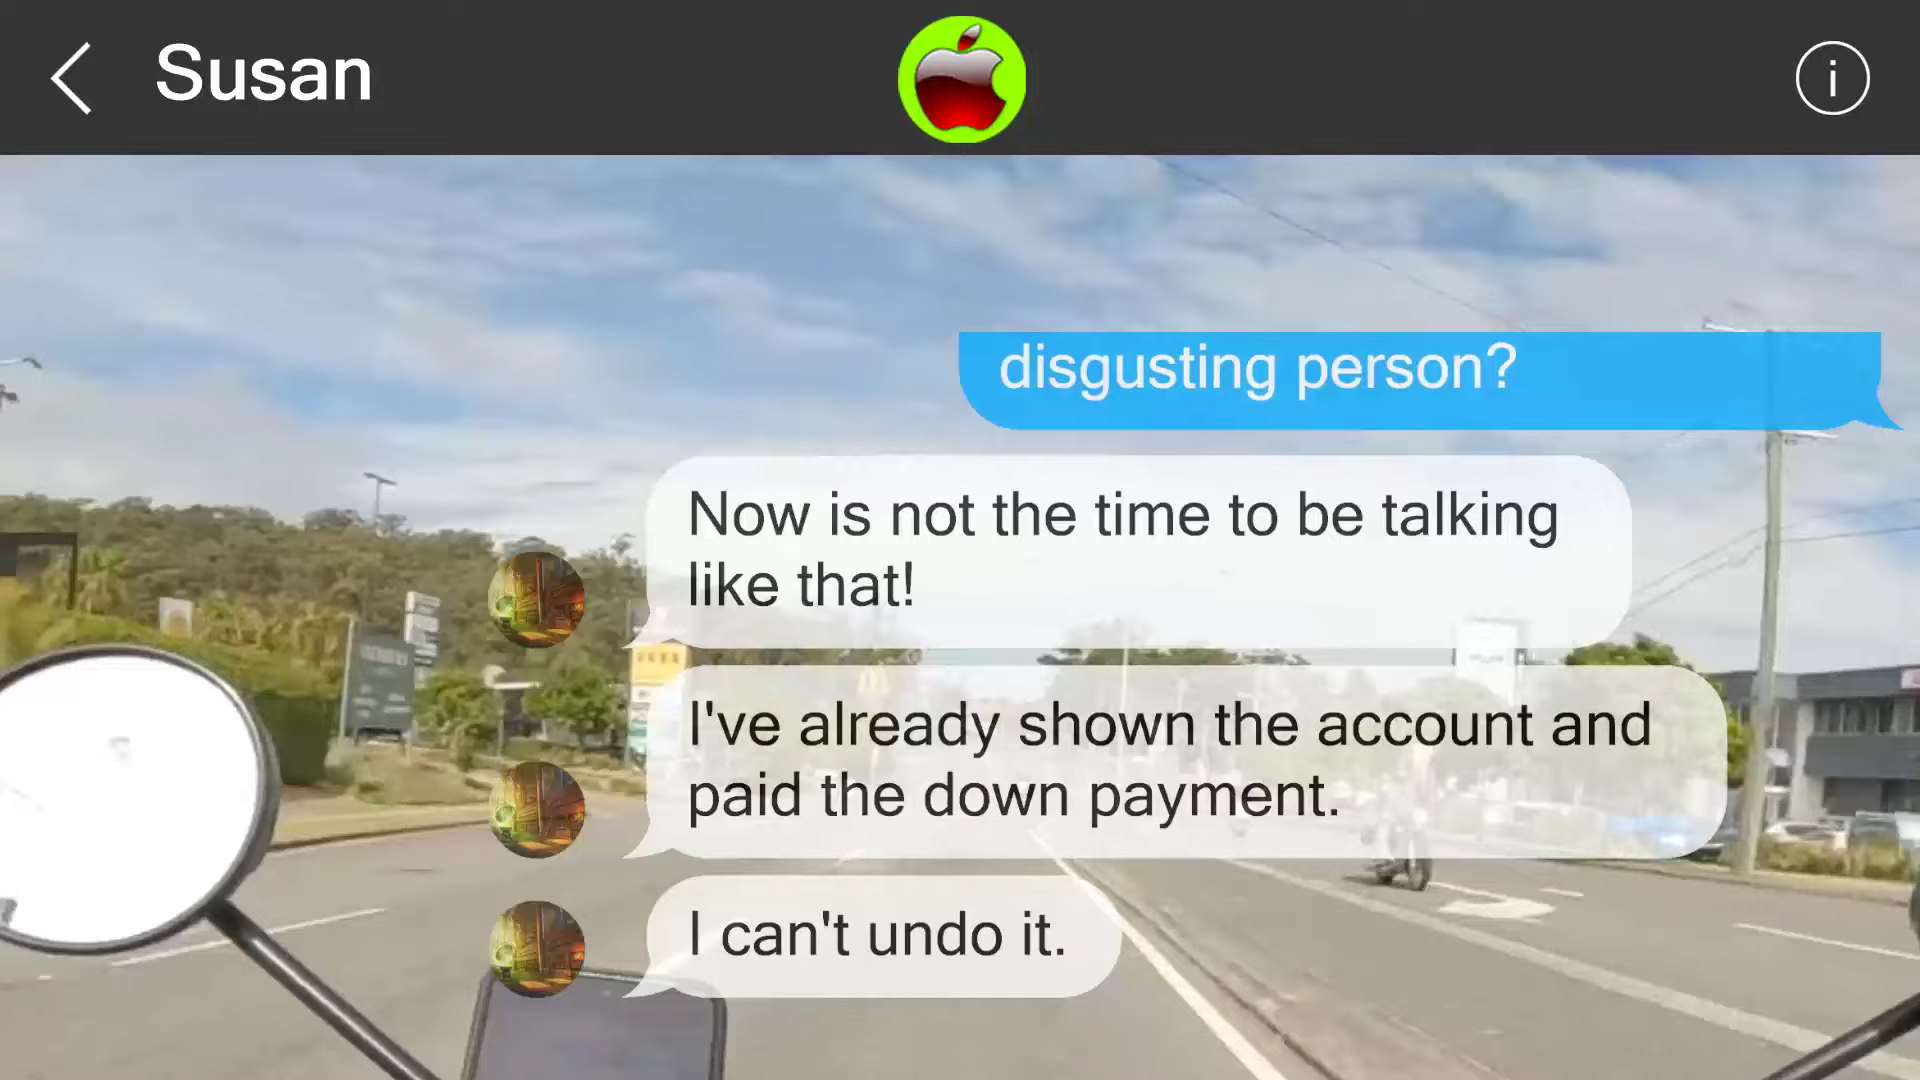 Susan
i
disgusting person?
Now is not the time to be talking
like that!
I've already shown the account and
paid the down payment.
I can't undo it.